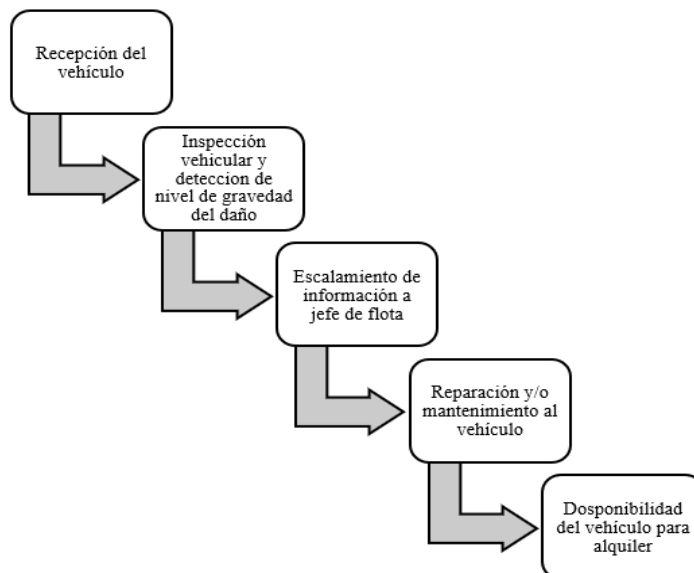 Recepción del
vehículo
Inspección
vehicular y
deteccion de
nivel de gravedad
del daño
Escalamiento de
información a
jefe de flota
Reparación y/o
mantenimiento al
vehículo
Dosponibilidad
del vehículo para
alquiler